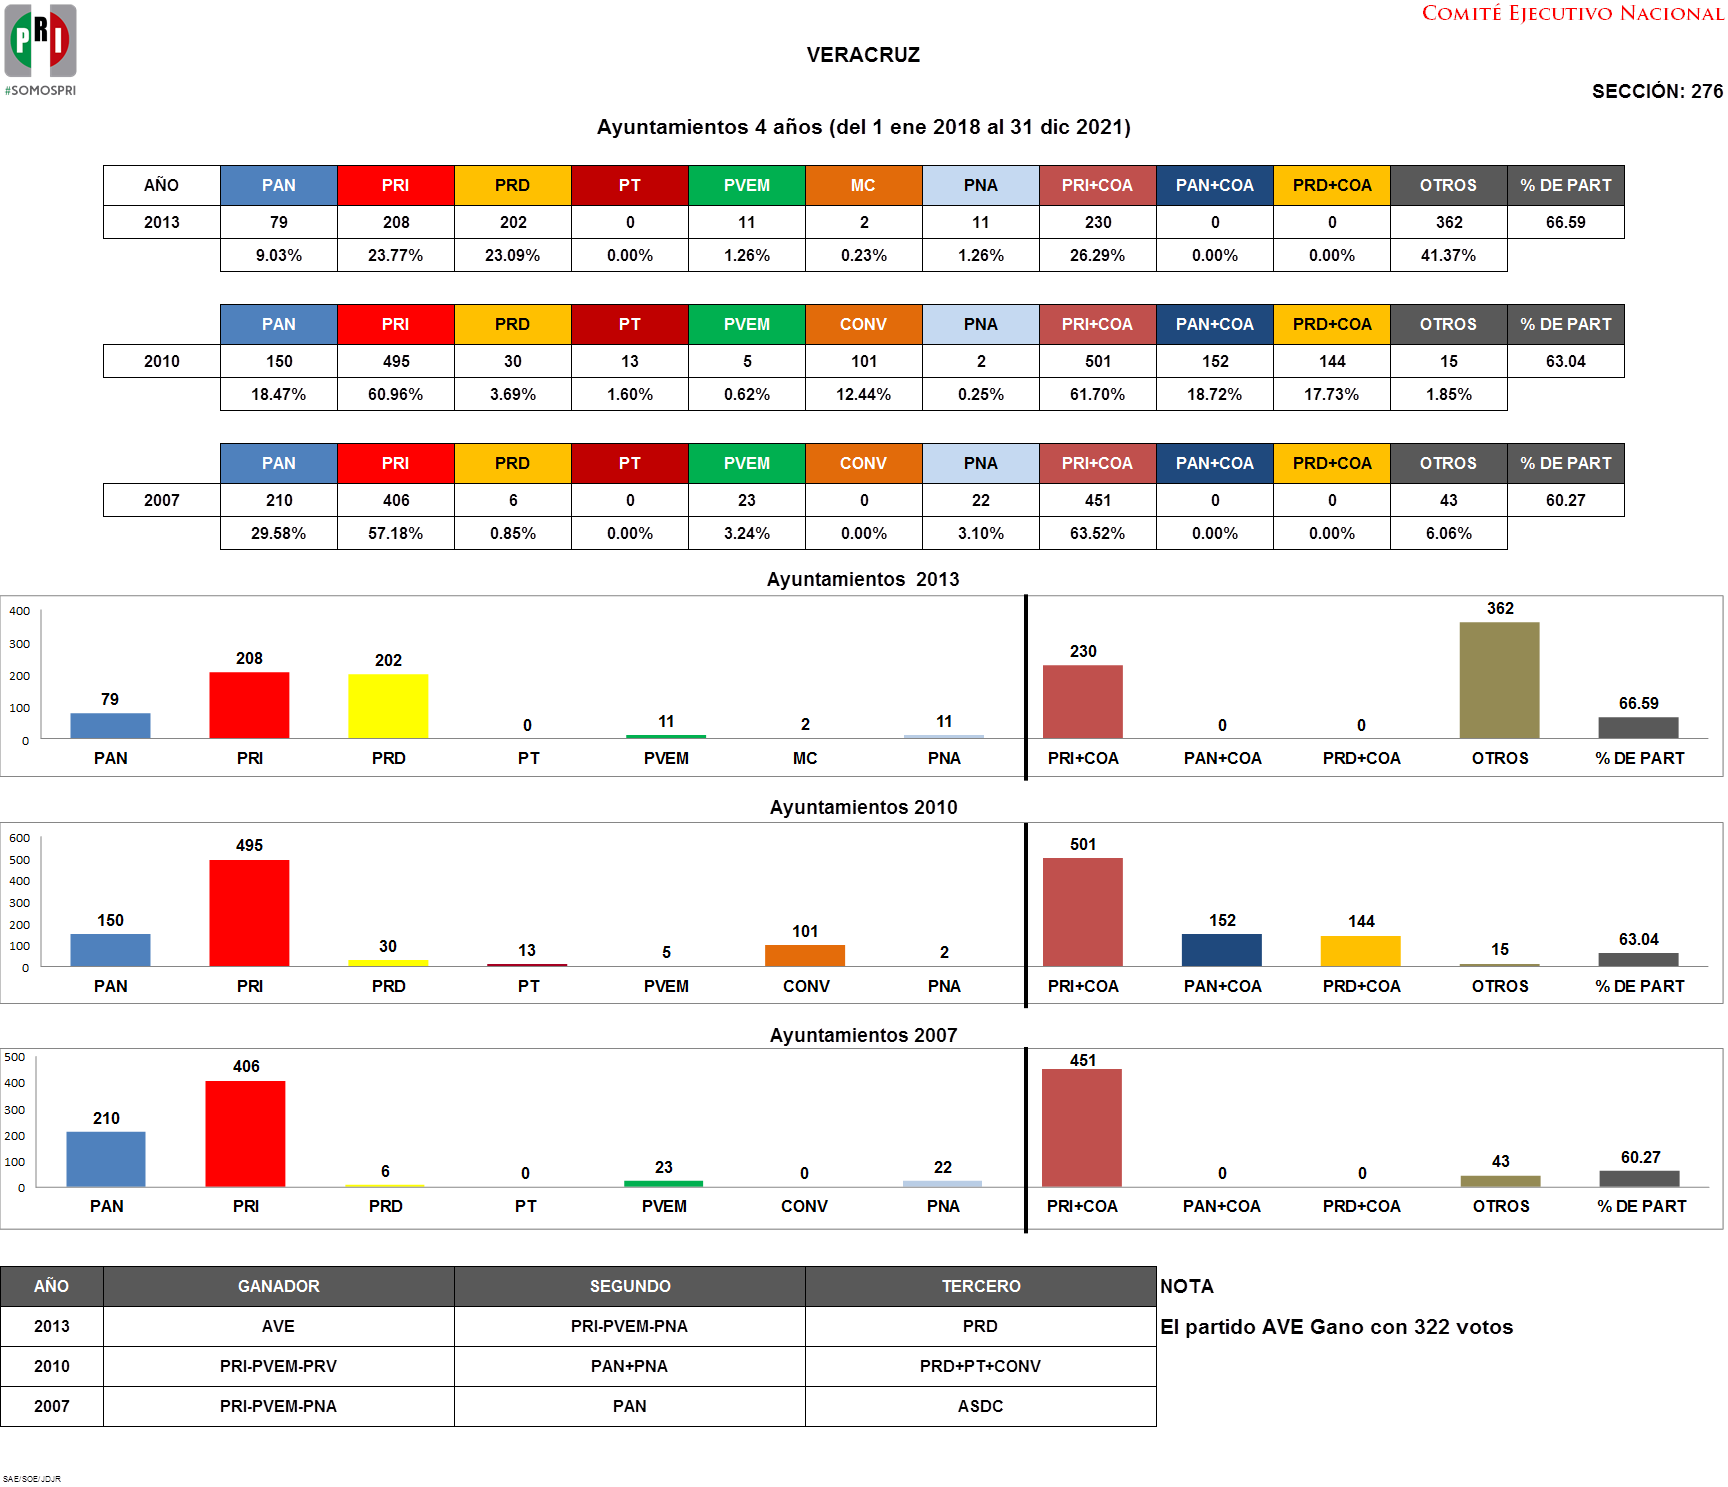 PRI
#SOMOSPRI
COMITÉ EJECUTIVO NACIONAL
VERACRUZ
SECCIÓN: 276
Ayuntamientos 4 años (del 1 ene 2018 al 31 dic 2021)
AÑO PAN PRI PRD PT PVEM MC PNA PRI+COA PAN+COA PRD+COA OTROS % DE PART
2013 79 208 202 0 11 2 11 230 0 0 362 66.59
9.03% 23.77% 23.09% 0.00% 1.26% 0.23% 1.26% 26.29% 0.00% 0.00% 41.37%
PAN PRI PRD PT PVEM CONV PNA PRI+COA PAN+COA PRD+COA OTROS % DE PART
2010 150 495 30 13 5 101 2 501 152 144 15 63.04
18.47% 60.96% 3.69% 1.60% 0.62% 12.44% 0.25% 61.70% 18.72% 17.73% 1.85%
PAN PRI PRD PT PVEM CONV PNA PRI+COA PAN+COA PRD+COA OTROS % DE PART
2007 210 406 6 0 23 0 22 451 0 0 43 60.27
29.58% 57.18% 0.85% 0.00% 3.24% 0.00% 3.10% 63.52% 0.00% 0.00% 6.06%
Ayuntamientos 2013
400
300
200
100
0
79 208 202 0 11 2 11 230 0 0 362 66.59
PAN PRI PRD PT PVEM MC PNA PRI+COA PAN+COA PRD+COA OTROS % DE PART
Ayuntamientos 2010
600
500
400
300
200
100
0
150 495 30 13 5 101 2 501 152 144 15 63.04
PAN PRI PRD PT PVEM CONV PNA PRI+COA PAN+COA PRD+COA OTROS % DE PART
Ayuntamientos 2007
500
400
300
200
100
0
210 406 6 0 23 0 22 451 0 0 43 60.27
PAN PRI PRD PT PVEM CONV PNA PRI+COA PAN+COA PRD+COA OTROS % DE PART
AÑO GANADOR SEGUNDO TERCERO NOTA
2013 AVE PRI-PVEM-PNA PRD El partido AVE Gano con 322 votos
2010 PRI-PVEM-PRV PAN+PNA PRD+PT+CONV
2007 PRI-PVEM-PNA PAN ASDC
SAE/SOE/JDJR